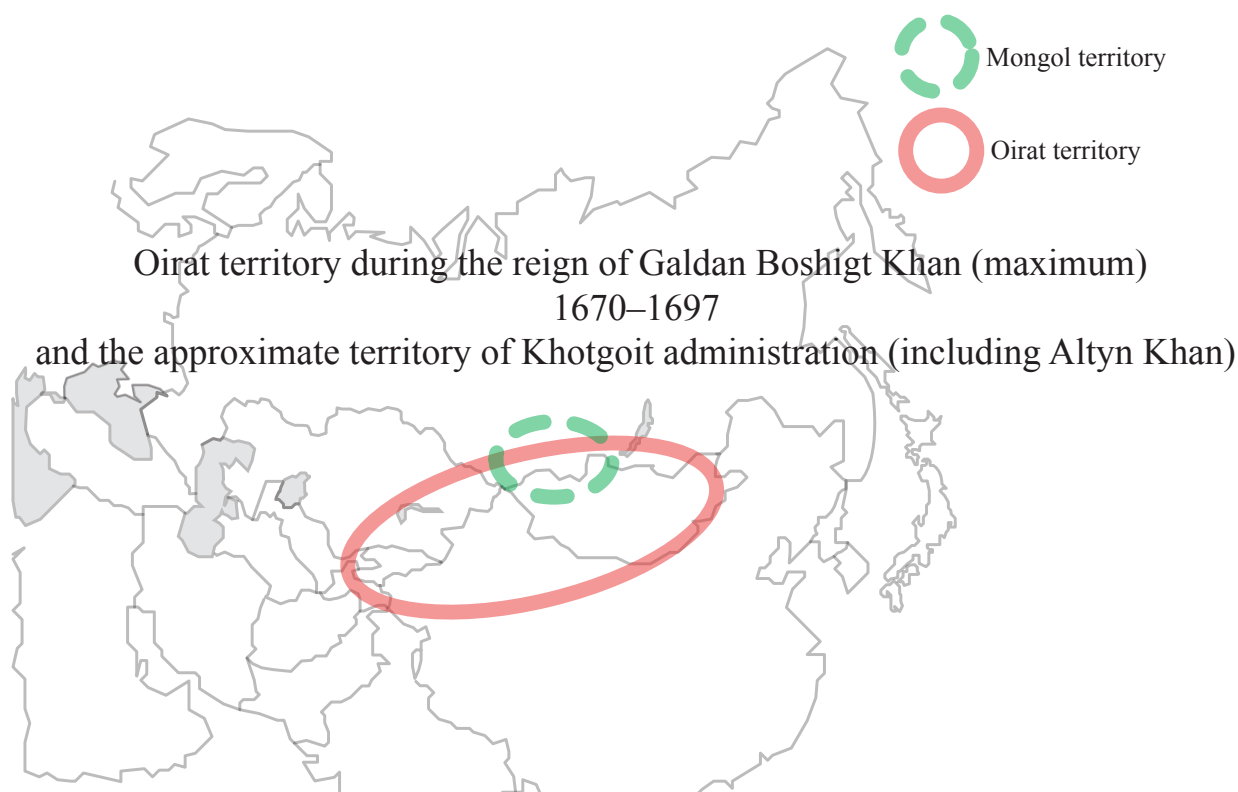 Mongol territory
Oirat territory
Oirat territory during the reign of Galdan Boshigt Khan (maximum)
1670–1697
and the approximate territory of Khotgoit administration (including Altyn Khan)